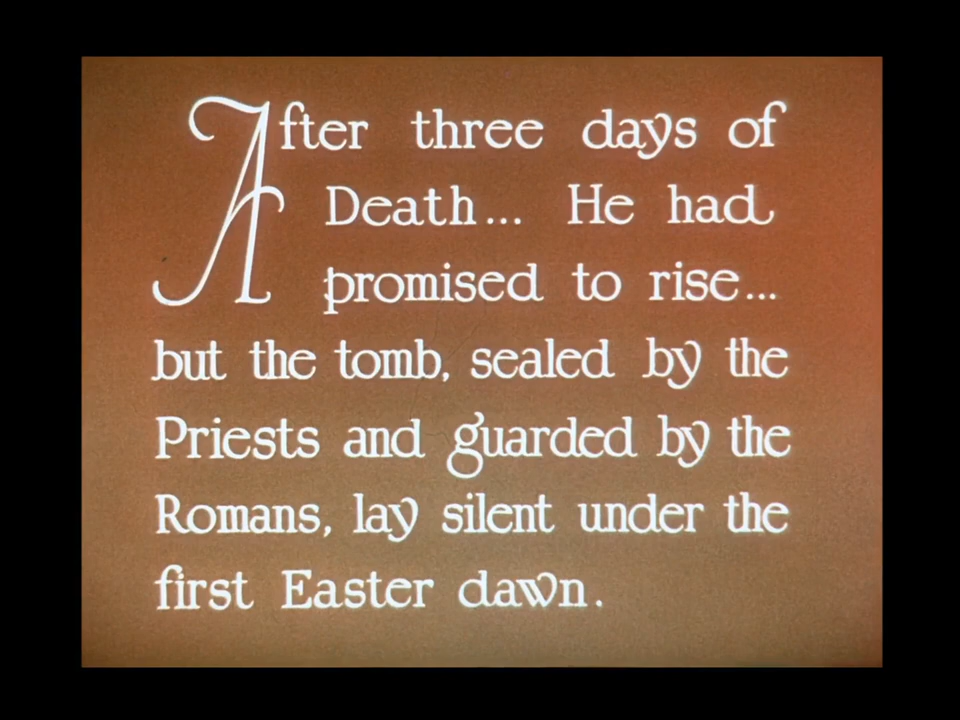 After three days of
Death... He had
promised to rise...
but the tomb, sealed by the
Priests and guarded by the
Romans, lay silent under the
first Easter dawn.